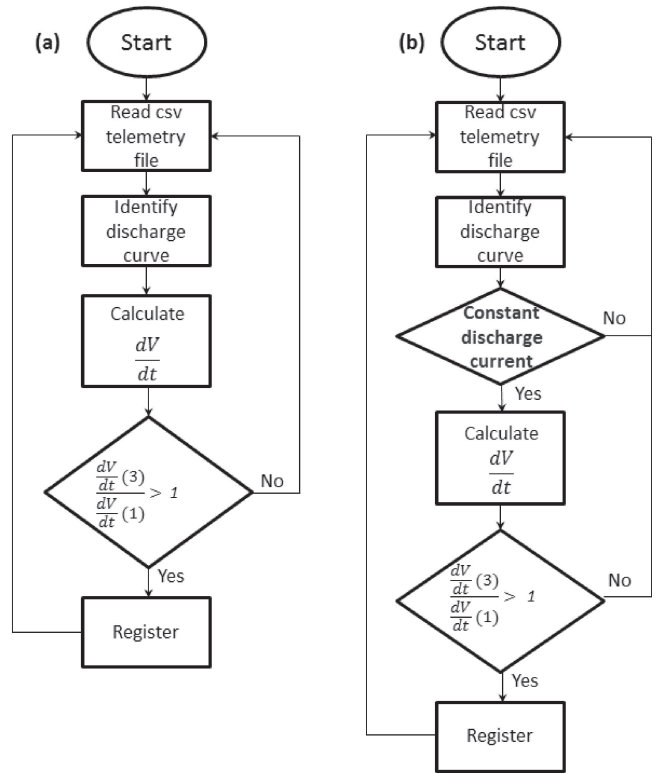 (a)
Start
Read csv
telemetry
file
Identify
discharge
curve
Calculate
dV
dt
dV
dt (3)
> 1
dV
dt (1)
No
Yes
Register
(b)
Start
Read csv
telemetry
file
Identify
discharge
curve
Constant
discharge
current
No
Yes
Calculate
dV
dt
dV
dt (3)
> 1
dV
dt (1)
No
Yes
Register